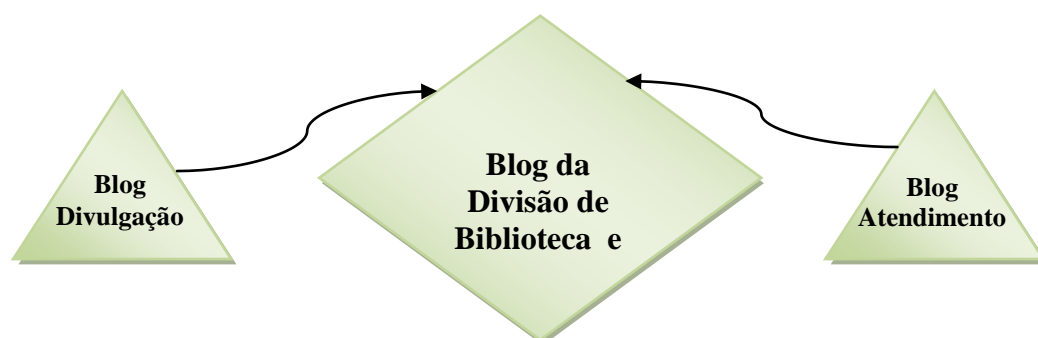 Blog
Divulgação
Blog da
Divisão de
Biblioteca e
Blog
Atendimento